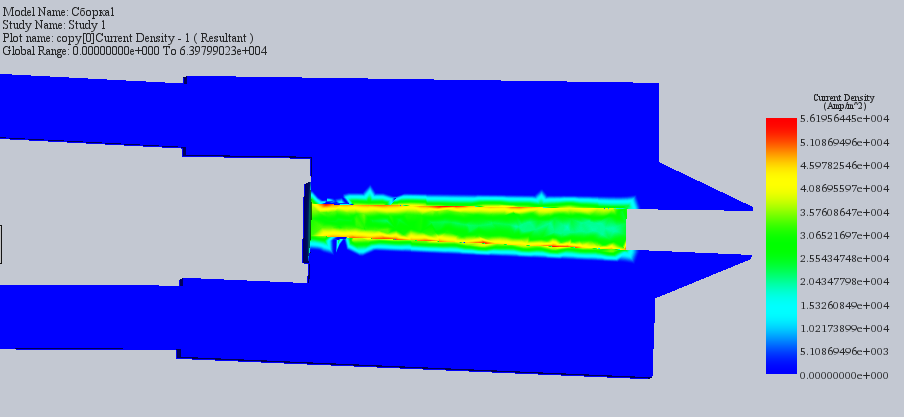 Model Name: Сборка1
Study Name: Study 1
Plot name: copy[0]Current Density - 1 ( Resultant )
Global Range: 0.00000000e+000 To 6.39799023e+004
Current Density
(Amp/m^2)
5.61956445e+004
5.10869496e+004
4.59782546e+004
4.08695597e+004
3.57608647e+004
3.06521697e+004
2.55434748e+004
2.04347798e+004
1.53260849e+004
1.02173899e+004
5.10869496e+003
0.00000000e+000